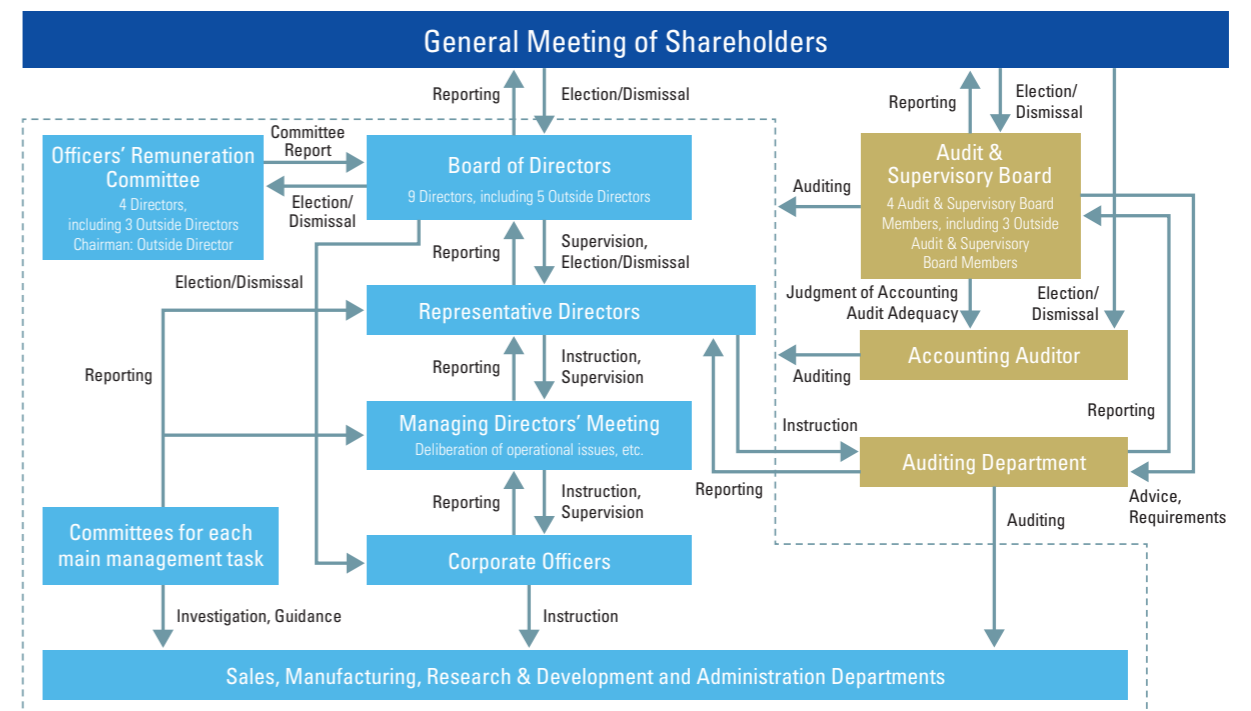 General Meeting of Shareholders
Reporting
Election/Dismissal
Reporting
Election/
Dismissal
Officers’ Remuneration
Committee
4 Directors,
including 3 Outside Directors
Chairman: Outside Director
Committee
Report
Election/
Dismissal
Board of Directors
9 Directors, including 5 Outside Directors
Auditing
Audit &
Supervisory Board
4 Audit & Supervisory Board
Members, including 3 Outside
Audit & Supervisory
Board Members
Reporting
Supervision,
Election/Dismissal
Election/Dismissal
Judgment of Accounting
Audit Adequacy
Election/
Dismissal
Representative Directors
Accounting Auditor
Auditing
Reporting
Reporting
Instruction,
Supervision
Managing Directors’ Meeting
Deliberation of operational issues, etc.
Instruction
Reporting
Auditing Department
Reporting
Advice,
Requirements
Reporting
Instruction,
Supervision
Auditing
Committees for each
main management task
Corporate Officers
Investigation, Guidance
Instruction
Sales, Manufacturing, Research & Development and Administration Departments